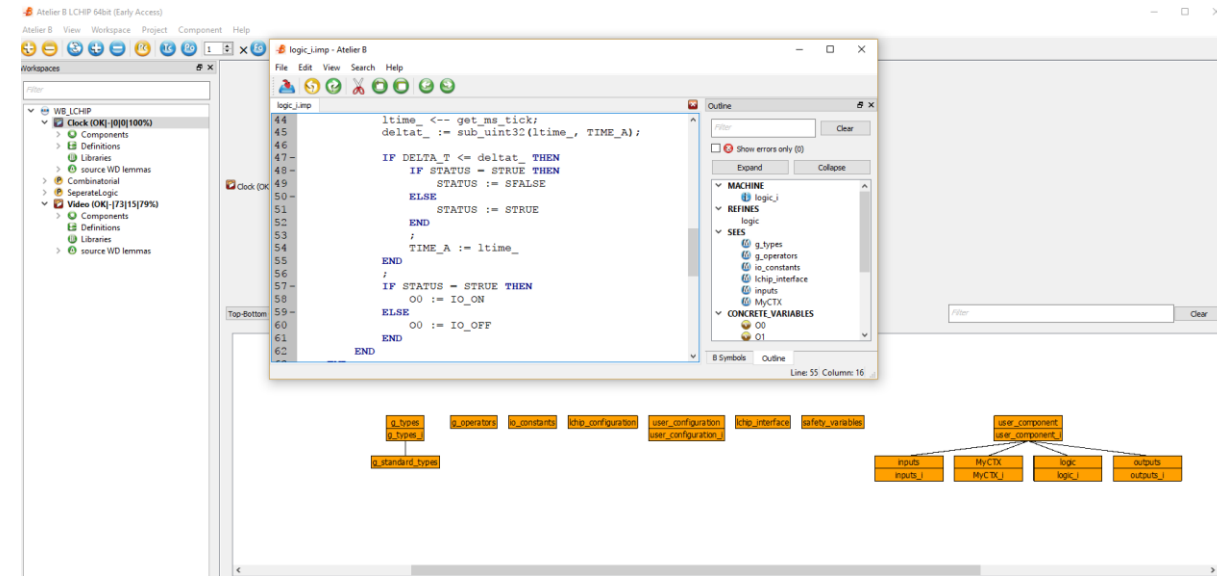 Atelier B LCHIP 64bit (Early Access)
Atelier B View Workspace Project Component Help
1
Workspaces
Filter
WB_LCHIP
Clock (OK|-|0|0|100%)
Components
Definitions
Libraries
source WD lemmas
Combinatorial
SeperateLogic
Video (OK|-|73|15|79%)
Components
Definitions
Libraries
source WD lemmas
Clock (OK
Top-Bottom
Filter
Clear
logic_i.imp - Atelier B
File Edit View Search Help
logic_i.imp
44 ltime_ <-- get_ms_tick;
45 deltat_ := sub_uint32(ltime_, TIME_A);
46
47- IF DELTA_T <= deltat_ THEN
48- IF STATUS = STRUE THEN
49 STATUS := SFALSE
50- ELSE
51 STATUS := STRUE
52 END
53 ;
54 TIME_A := ltime_
55 END
56 ;
57- IF STATUS = STRUE THEN
58 O0 := IO_ON
59- ELSE
60 O0 := IO_OFF
61 END
62 END
Outline
Filter
Clear
Show errors only (0)
Expand Collapse
MACHINE
logic_i
REFINES
logic
SEES
g_types
g_operators
io_constants
lchip_interface
inputs
MyCTX
CONCRETE_VARIABLES
O0
O1
B Symbols Outline
Line: 55 Column: 16
g_types g_operators io_constants lchip_configuration user_configuration lchip_interface safety_variables user_component
g_types_i user_configuration_i user_component_i
g_standard_types inputs MyCTX logic outputs
inputs_i MyCTX_i logic_i outputs_i